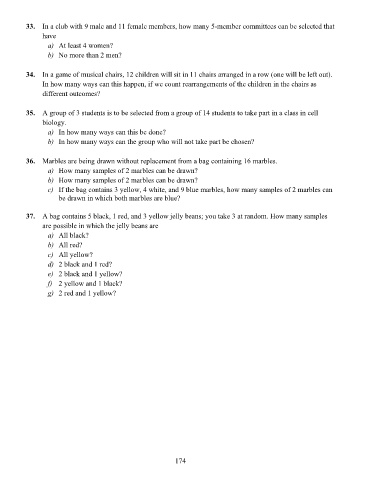 33. In a club with 9 male and 11 female members, how many 5-member committees can be selected that
have
a) At least 4 women?
b) No more than 2 men?
34. In a game of musical chairs, 12 children will sit in 11 chairs arranged in a row (one will be left out).
In how many ways can this happen, if we count rearrangements of the children in the chairs as
different outcomes?
35. A group of 3 students is to be selected from a group of 14 students to take part in a class in cell
biology.
a) In how many ways can this be done?
b) In how many ways can the group who will not take part be chosen?
36. Marbles are being drawn without replacement from a bag containing 16 marbles.
a) How many samples of 2 marbles can be drawn?
b) How many samples of 2 marbles can be drawn?
c) If the bag contains 3 yellow, 4 white, and 9 blue marbles, how many samples of 2 marbles can
be drawn in which both marbles are blue?
37. A bag contains 5 black, 1 red, and 3 yellow jelly beans; you take 3 at random. How many samples
are possible in which the jelly beans are
a) All black?
b) All red?
c) All yellow?
d) 2 black and 1 red?
e) 2 black and 1 yellow?
f) 2 yellow and 1 black?
g) 2 red and 1 yellow?
174